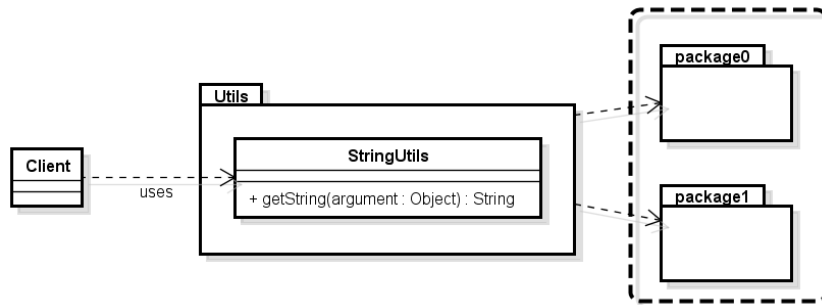 package0
Utils
StringUtils
Client
uses
+ getString(argument : Object) : String
package1